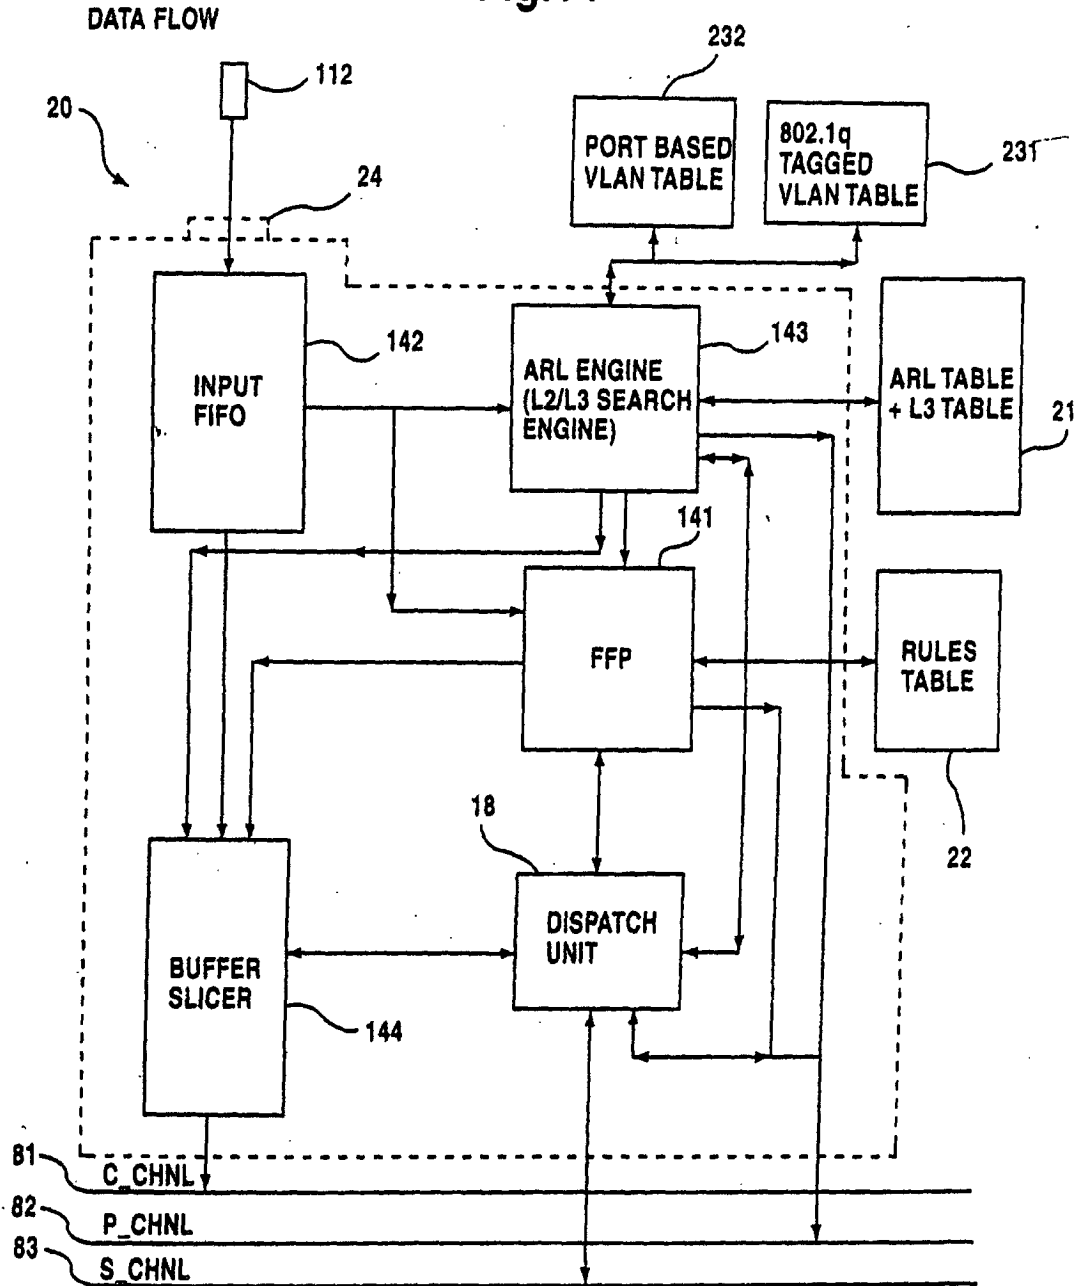 DATA FLOW
112
20
24
232
PORT BASED
VLAN TABLE
802.1q
TAGGED
VLAN TABLE
231
INPUT
FIFO
142
ARL ENGINE
(L2/L3 SEARCH
ENGINE)
143
ARL TABLE
+ L3 TABLE
21
141
FFP
RULES
TABLE
22
18
DISPATCH
UNIT
BUFFER
SLICER
144
81
C_CHNL
82
P_CHNL
83
S_CHNL